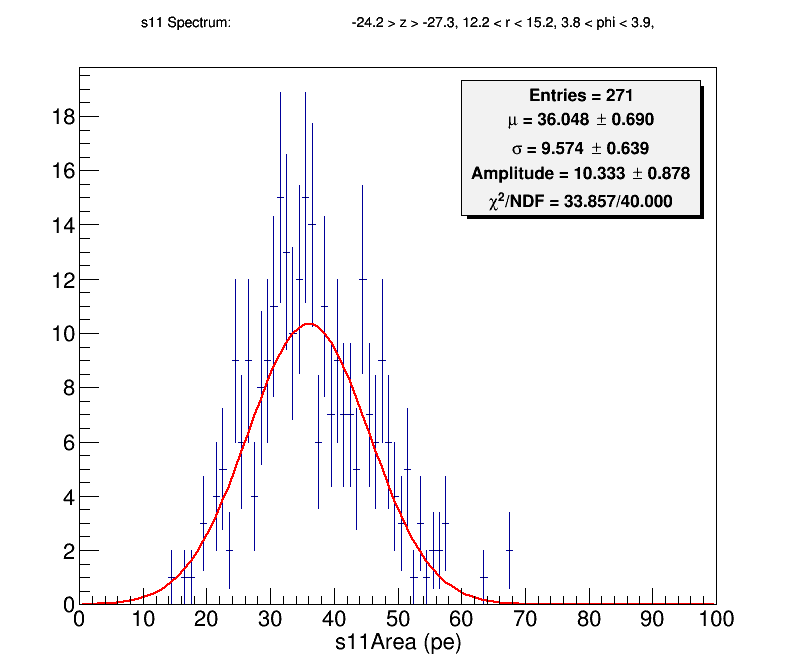 s11 Spectrum: -24.2 > z > -27.3, 12.2 < r < 15.2, 3.8 < phi < 3.9,
Entries = 271
μ = 36.048 ± 0.690
σ = 9.574 ± 0.639
Amplitude = 10.333 ± 0.878
χ²/NDF = 33.857/40.000
18
16
14
12
10
8
6
4
2
0
0 10 20 30 40 50 60 70 80 90 100
s11Area (pe)